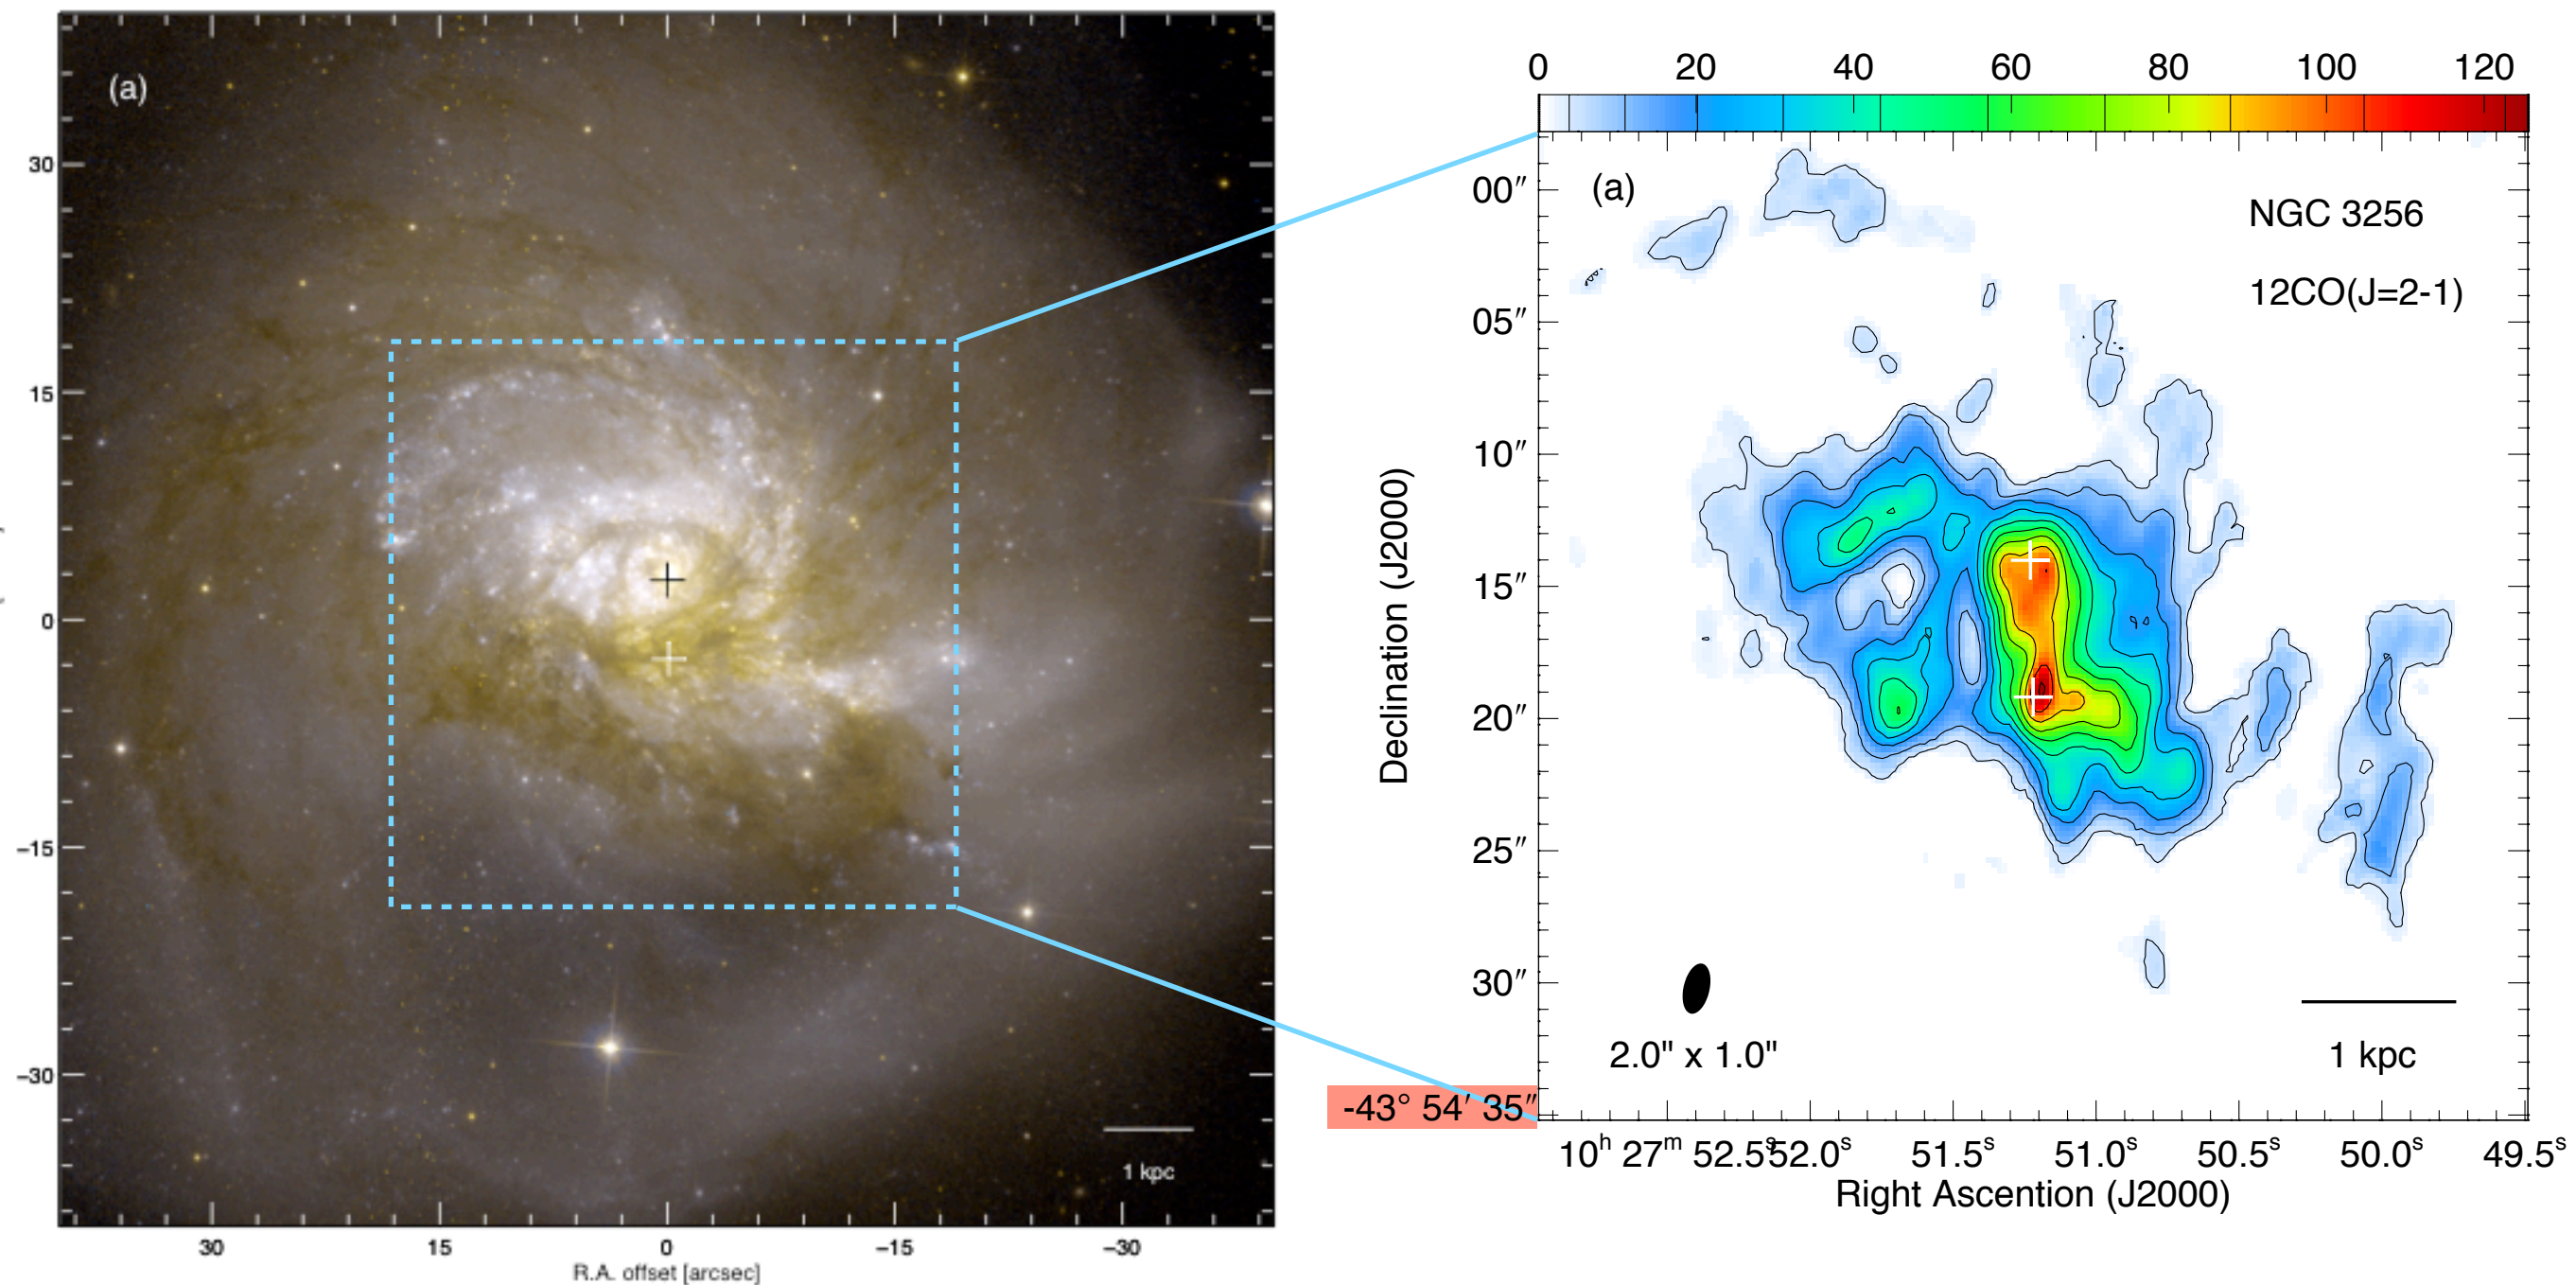 (a)
30
15
0
−15
−30
30
15
0
−15
−30
R.A. offset [arcsec]
1 kpc
0 20 40 60 80 100 120
(a)
NGC 3256
12CO(J=2-1)
00″
05″
10″
15″
20″
25″
30″
-43° 54′ 35″
Declination (J2000)
2.0" x 1.0"
1 kpc
10h 27m 52.5s 52.0s 51.5s 51.0s 50.5s 50.0s 49.5s
Right Ascention (J2000)